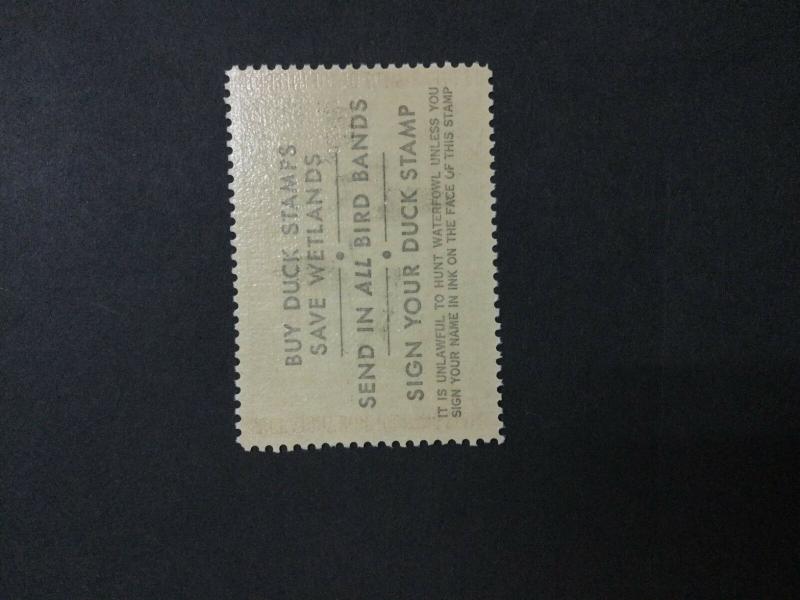 BUY DUCK STAMPS
SAVE WETLANDS
SEND IN ALL BIRD BANDS
SIGN YOUR DUCK STAMP
IT IS UNLAWFUL TO HUNT WATERFOWL UNLESS YOU
SIGN YOUR NAME IN INK ON THE FACE OF THIS STAMP